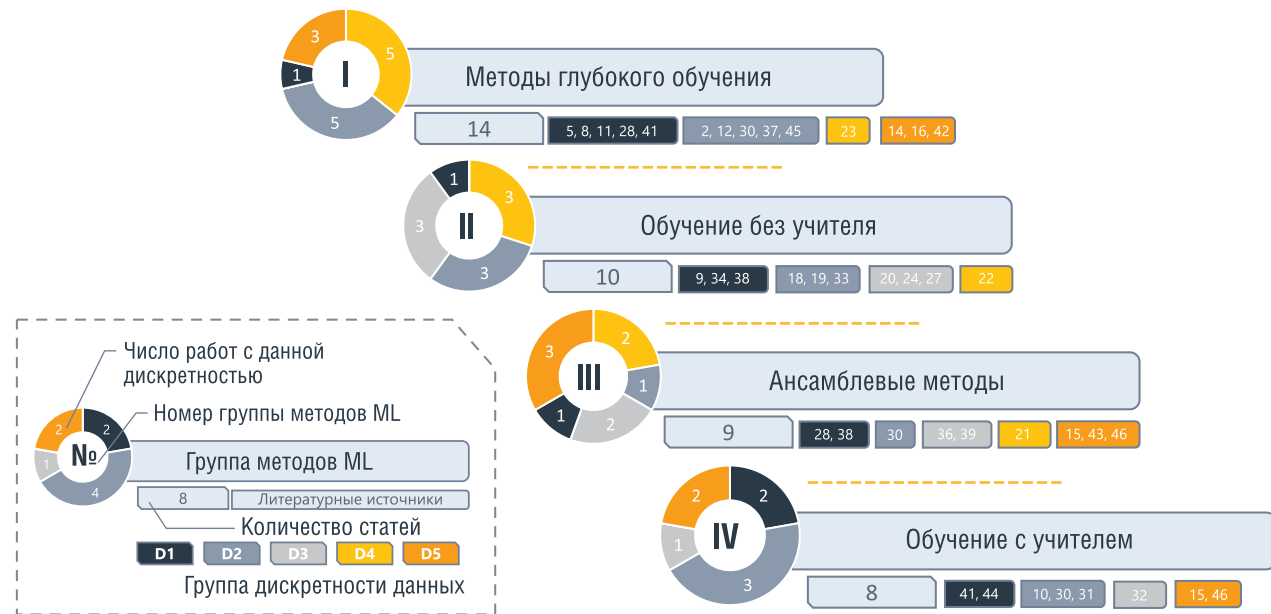 3
5
1
5
I
Методы глубокого обучения
14
5, 8, 11, 28, 41
2, 12, 30, 37, 45
23
14, 16, 42
1
3
3
3
II
Обучение без учителя
10
9, 34, 38
18, 19, 33
20, 24, 27
22
3
2
1
1
2
III
Ансамблевые методы
9
28, 38
30
36, 39
21
15, 43, 46
2
2
1
3
IV
Обучение с учителем
8
41, 44
10, 30, 31
32
15, 46
Число работ с данной
дискретностью
Номер группы методов ML
2
2
1
4
№
Группа методов ML
8
Литературные источники
Количество статей
D1
D2
D3
D4
D5
Группа дискретности данных